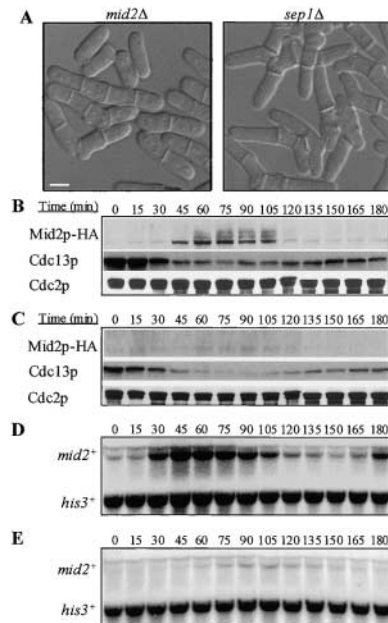 A mid2Δ sep1Δ
B Time (min) 0 15 30 45 60 75 90 105 120 135 150 165 180
Mid2p-HA
Cdc13p
Cdc2p
C Time (min) 0 15 30 45 60 75 90 105 120 135 150 165 180
Mid2p-HA
Cdc13p
Cdc2p
D 0 15 30 45 60 75 90 105 120 135 150 165 180
mid2+
his3+
E 0 15 30 45 60 75 90 105 120 135 150 165 180
mid2+
his3+